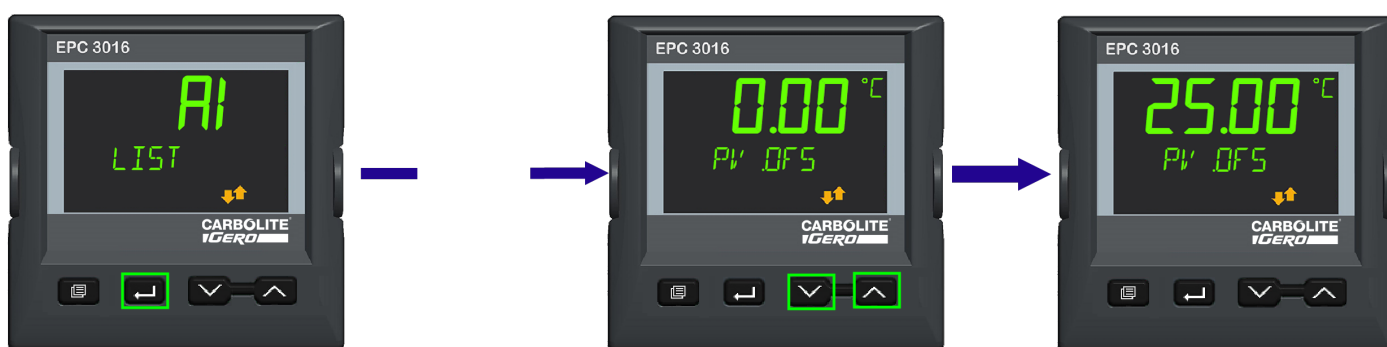 EPC 3016
AI
LIST
CARBOLITE
GERO
EPC 3016
0.00 °C
PV .OFS
CARBOLITE
GERO
EPC 3016
25.00 °C
PV .OFS
CARBOLITE
GERO